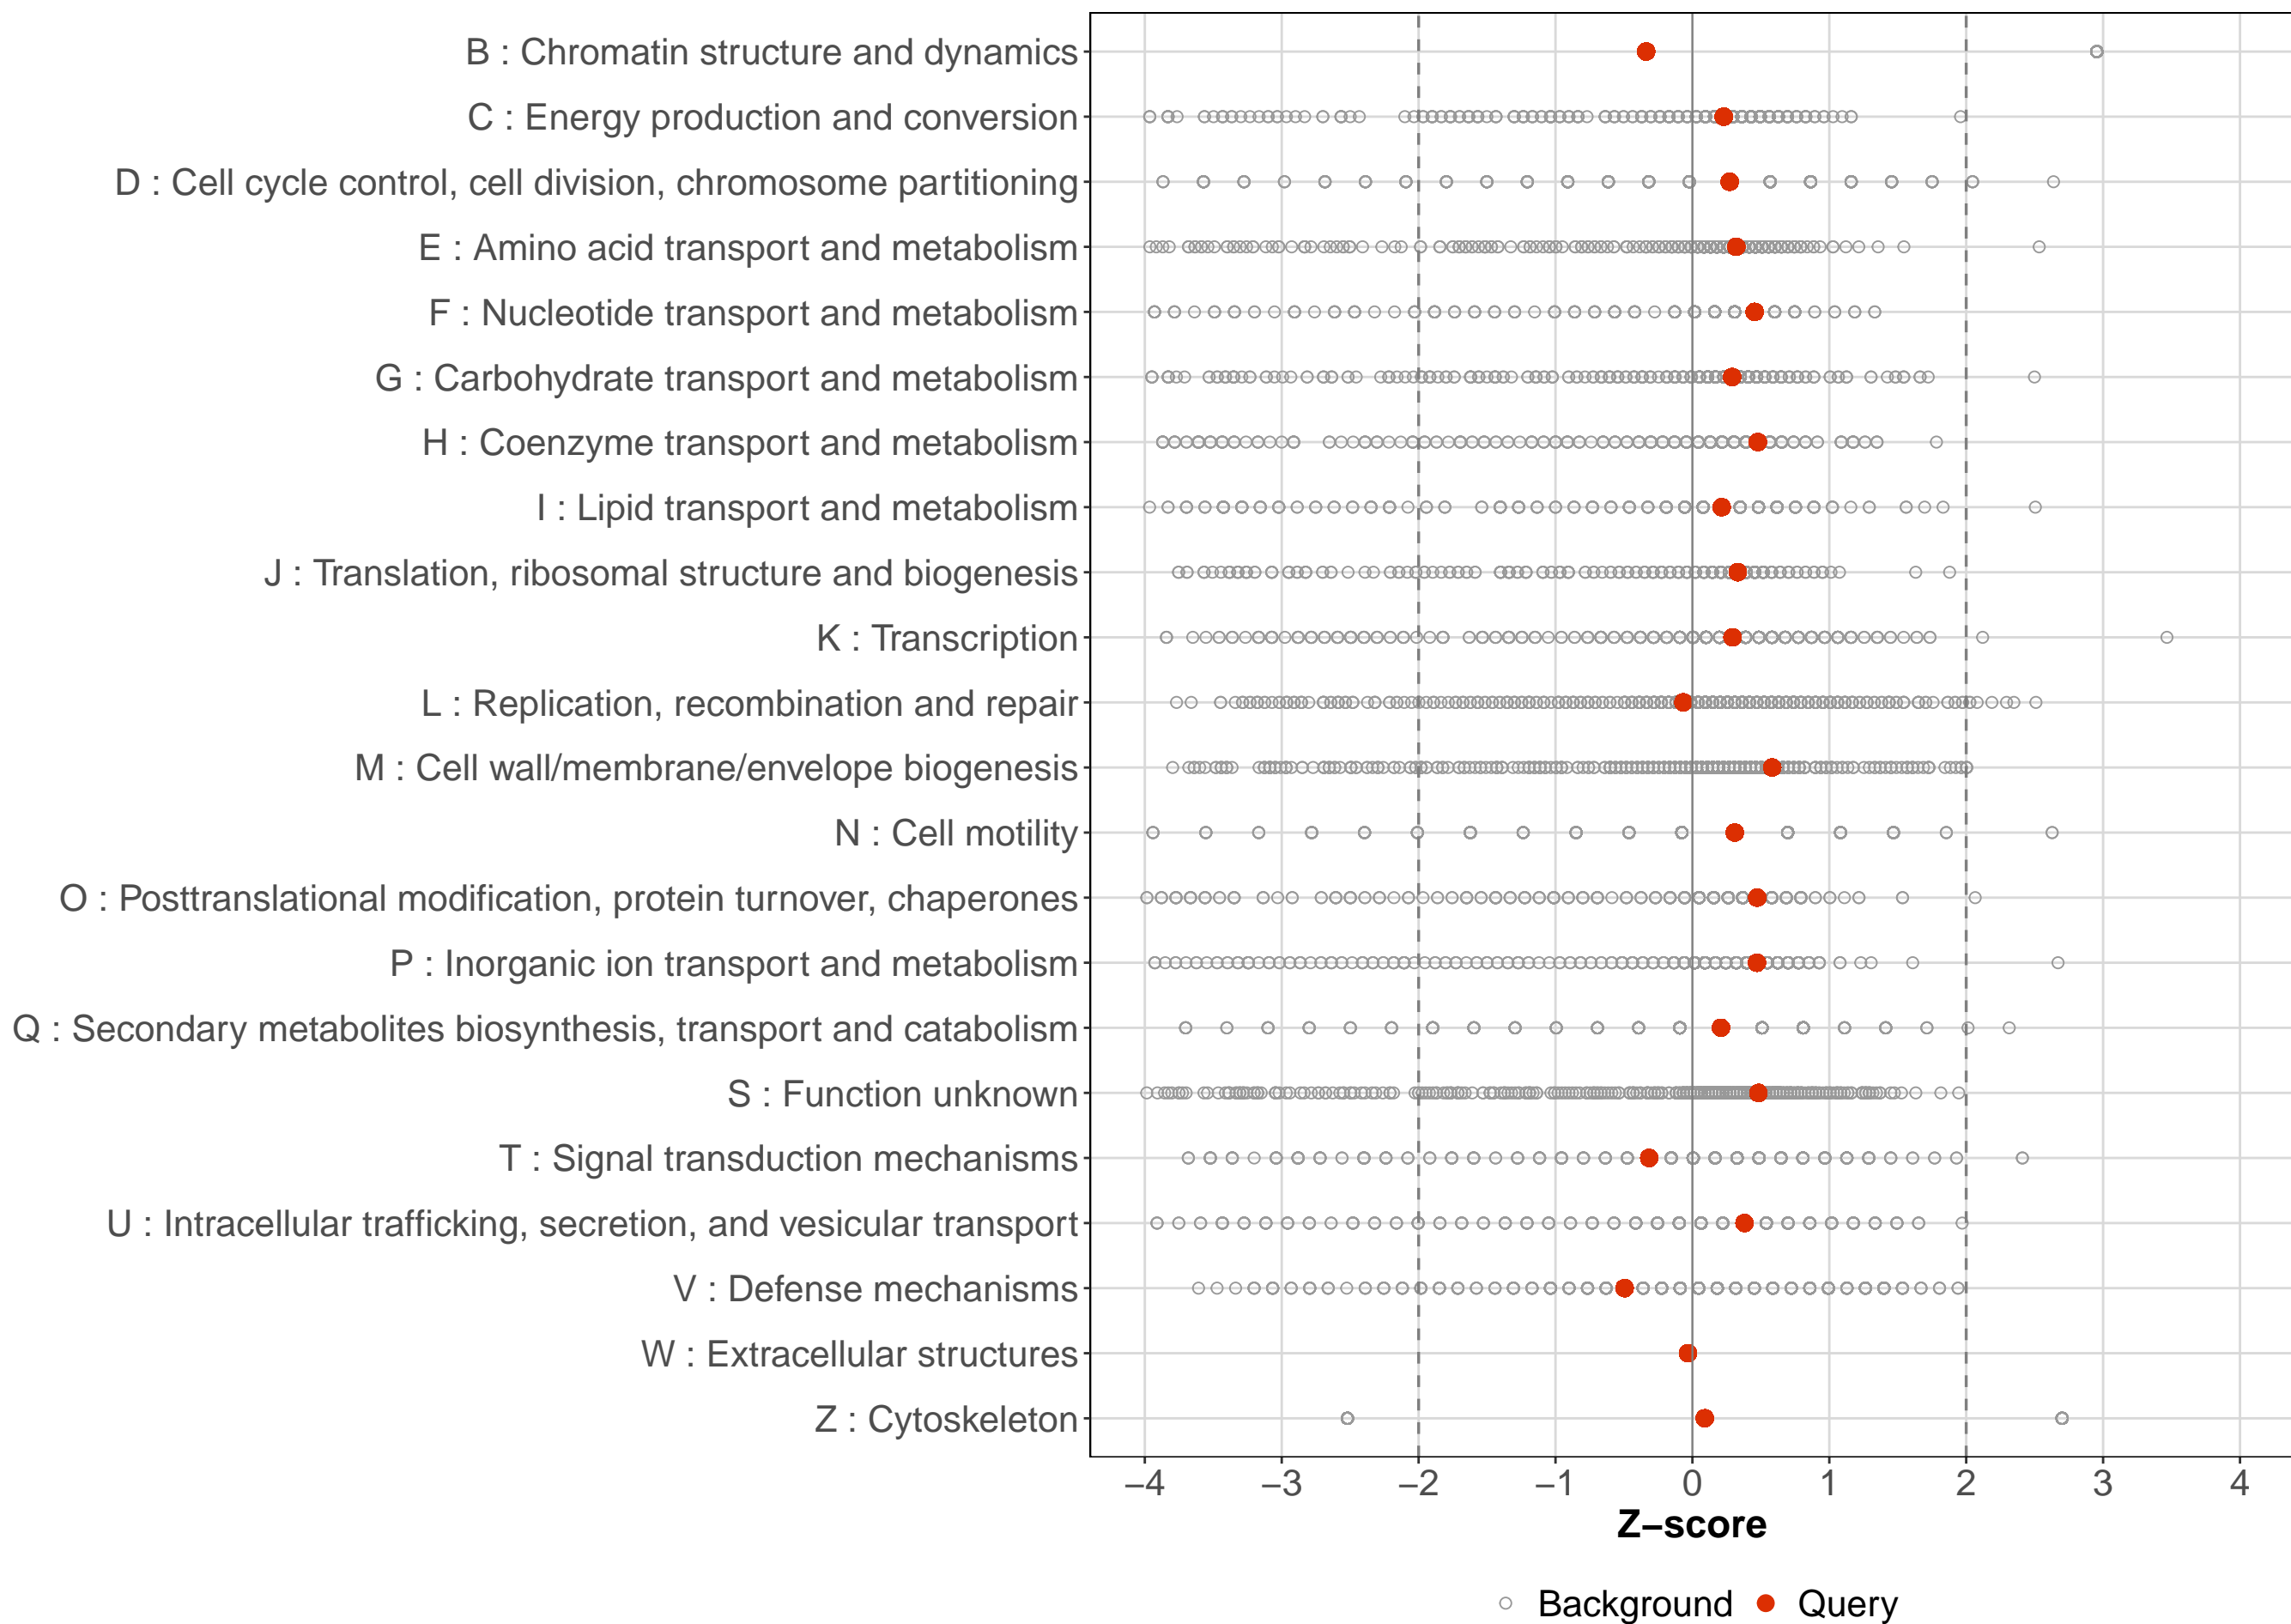 B : Chromatin structure and dynamics
C : Energy production and conversion
D : Cell cycle control, cell division, chromosome partitioning
E : Amino acid transport and metabolism
F : Nucleotide transport and metabolism
G : Carbohydrate transport and metabolism
H : Coenzyme transport and metabolism
I : Lipid transport and metabolism
J : Translation, ribosomal structure and biogenesis
K : Transcription
L : Replication, recombination and repair
M : Cell wall/membrane/envelope biogenesis
N : Cell motility
O : Posttranslational modification, protein turnover, chaperones
P : Inorganic ion transport and metabolism
Q : Secondary metabolites biosynthesis, transport and catabolism
S : Function unknown
T : Signal transduction mechanisms
U : Intracellular trafficking, secretion, and vesicular transport
V : Defense mechanisms
W : Extracellular structures
Z : Cytoskeleton
−4 −3 −2 −1 0 1 2 3 4
Z−score
Background Query